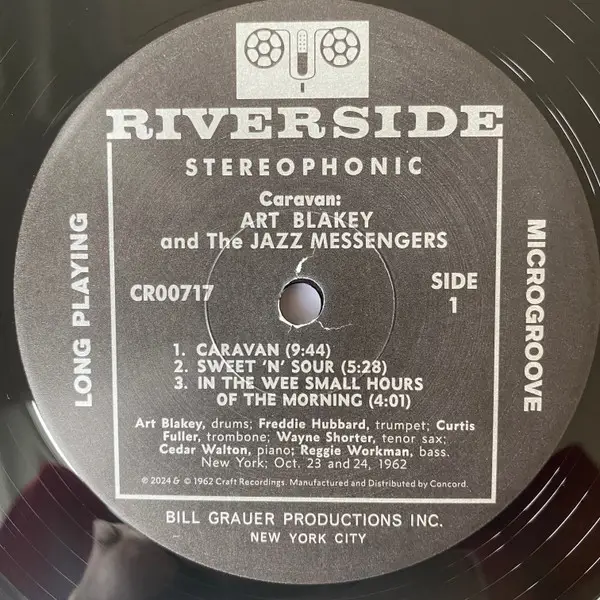 RIVERSIDE
STEREOPHONIC
Caravan:
ART BLAKEY
and The JAZZ MESSENGERS
LONG PLAYING
CR00717
SIDE
1
MICROGROOVE
1. CARAVAN (9:44)
2. SWEET 'N' SOUR (5:28)
3. IN THE WEE SMALL HOURS
OF THE MORNING (4:01)
Art Blakey, drums; Freddie Hubbard, trumpet; Curtis
Fuller, trombone; Wayne Shorter, tenor sax;
Cedar Walton, piano; Reggie Workman, bass.
New York; Oct. 23 and 24, 1962
℗ 2024 & © 1962 Craft Recordings. Manufactured and Distributed by Concord.
BILL GRAUER PRODUCTIONS INC.
NEW YORK CITY